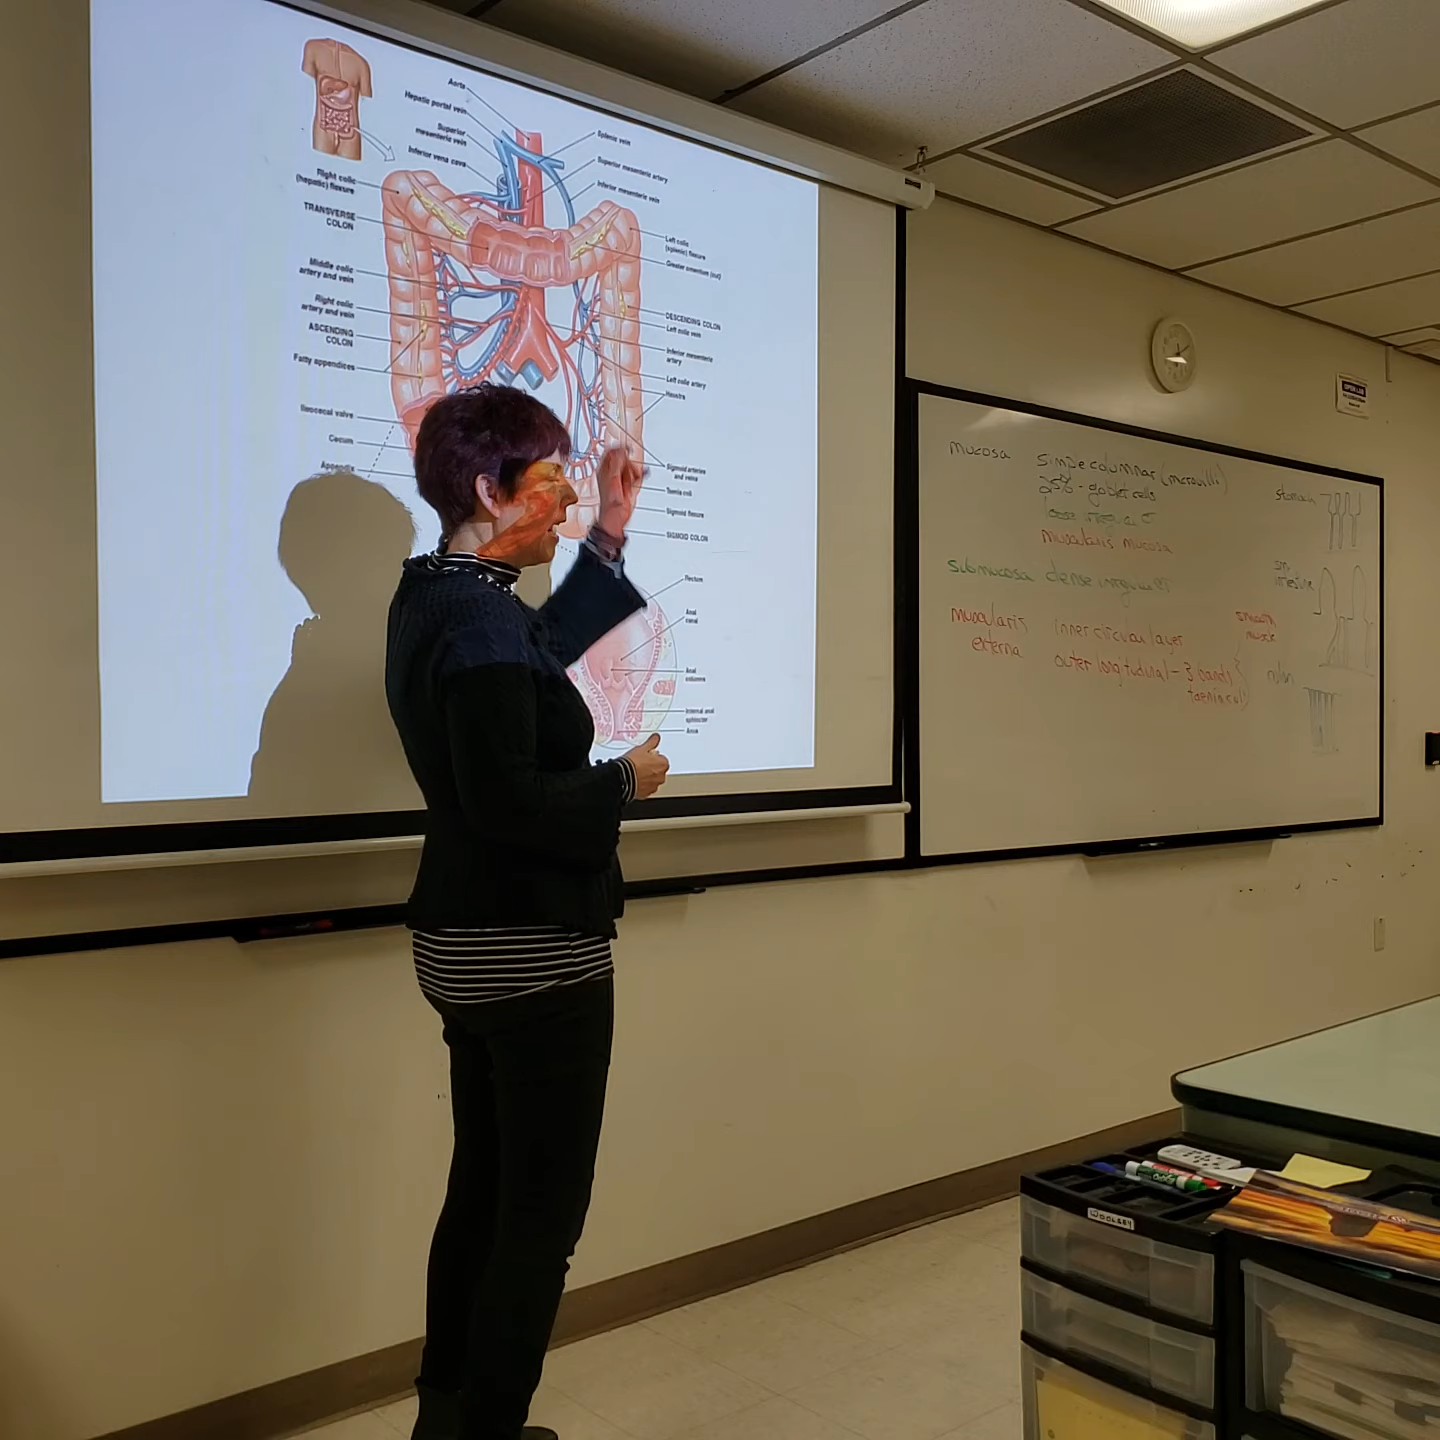 Aorta
Hepatic portal vein
Superior
mesenteric vein
Inferior vena cava
Right colic
(hepatic) flexure
TRANSVERSE
COLON
Middle colic
artery and vein
Right colic
artery and vein
ASCENDING
COLON
Fatty appendices
Ileocecal valve
Cecum
Appendix
Splenic vein
Superior mesenteric artery
Inferior mesenteric vein
Left colic
(splenic) flexure
Greater omentum (cut)
DESCENDING COLON
Left colic vein
Inferior mesenteric
artery
Left colic artery
Haustra
Sigmoid arteries
and veins
Taenia coli
Sigmoid flexure
SIGMOID COLON
Rectum
Anal
canal
Anal
columns
Internal anal
sphincter
Anus
mucosa simple columnar (microvilli)
25% - goblet cells
loose irregular
muscularis mucosa
submucosa dense irregular
muscularis inner circular layer
externa outer longitudinal - 3 bands
taenia coli
smooth
muscle
stomach
sm.
intestine
WOOLSEY